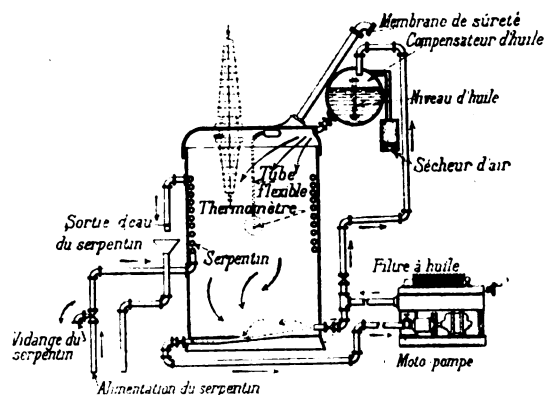 Membrane de sûreté
Compensateur d'huile
Niveau d'huile
Sécheur d'air
Tube
flexible
Thermomètre
Sortie d'eau
du serpentin
Serpentin
Filtre à huile
Vidange du
serpentin
Moto pompe
Alimentation du serpentin